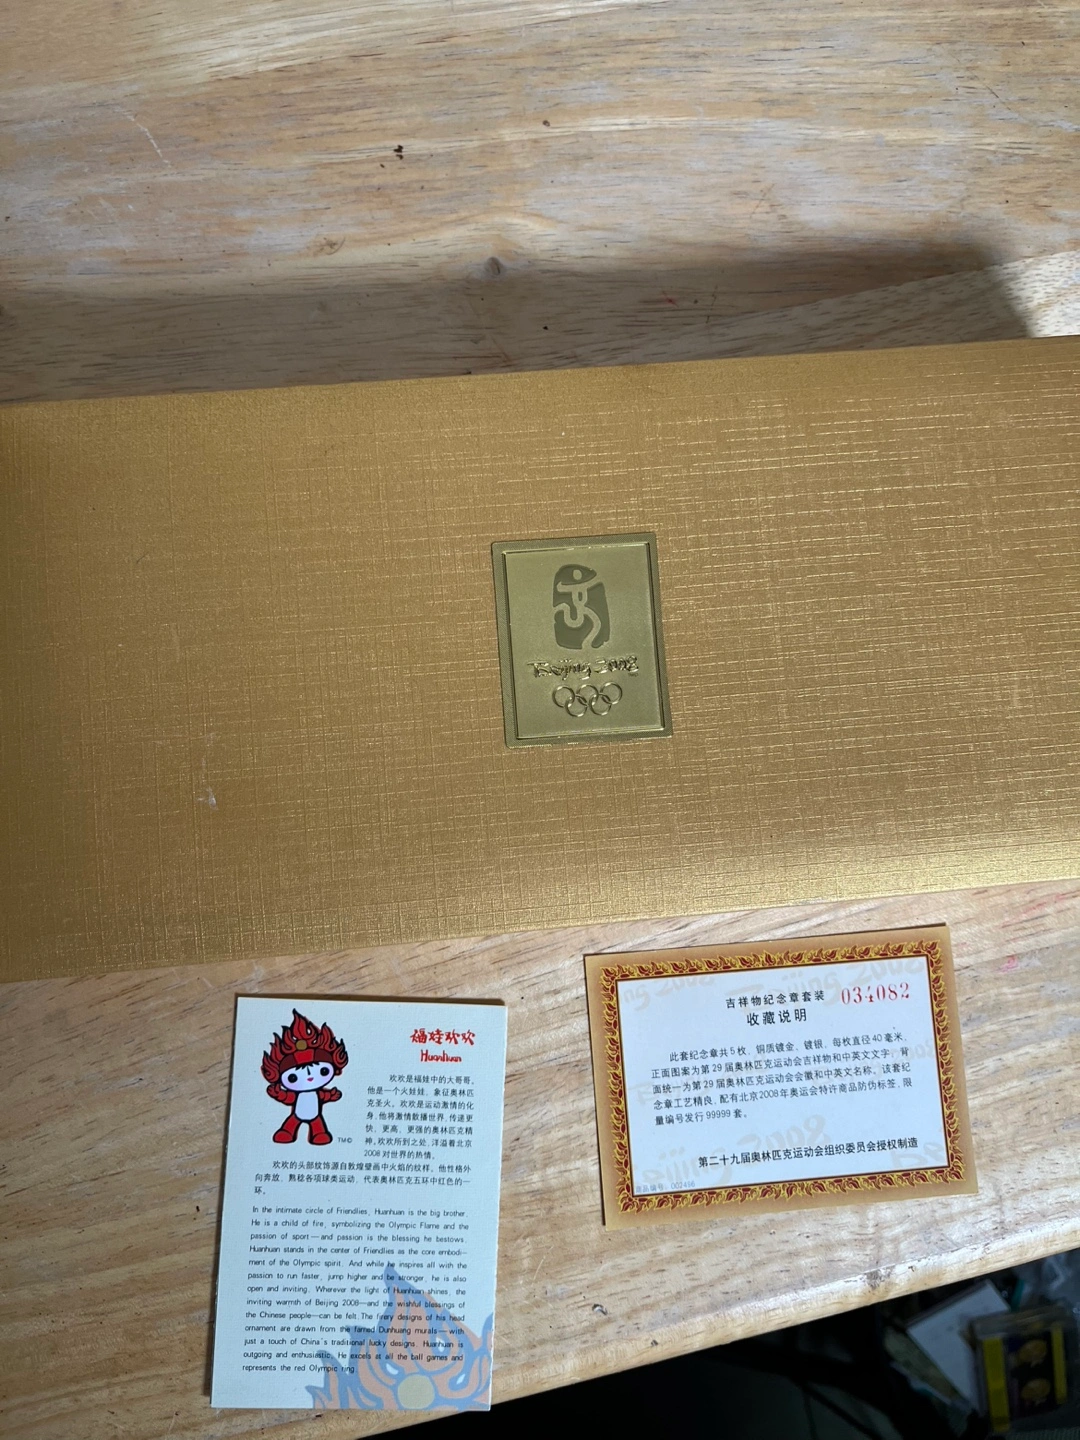 Beijing 2008
福娃欢欢
Huanhuan
欢欢是福娃中的大哥哥。
他是一个火娃娃，象征奥林匹
克圣火。欢欢是运动激情的化
身，他将激情散播世界，传递更
快、更高、更强的奥林匹克精
神。欢欢所到之处，洋溢着北京
2008对世界的热情。
欢欢的头部纹饰源自敦煌壁画中火焰的纹样。他性格外
向奔放，熟稔各项球类运动，代表奥林匹克五环中红色的一
环。
TM©
In the intimate circle of Friendlies, Huanhuan is the big brother.
He is a child of fire, symbolizing the Olympic Flame and the
passion of sport—and passion is the blessing he bestows.
Huanhuan stands in the center of Friendlies as the core embodi-
ment of the Olympic spirit. And while he inspires all with the
passion to run faster, jump higher and be stronger, he is also
open and inviting. Wherever the light of Huanhuan shines, the
inviting warmth of Beijing 2008—and the wishful blessings of
the Chinese people—can be felt. The firery designs of his head
ornament are drawn from the famed Dunhuang murals—with
just a touch of China's traditional lucky designs. Huanhuan is
outgoing and enthusiastic. He excels at all the ball games and
represents the red Olympic ring.
吉祥物纪念章套装 034082
收藏说明
此套纪念章共5枚，铜质镀金、镀银，每枚直径40毫米，
正面图案为第29届奥林匹克运动会吉祥物和中英文文字，背
面统一为第29届奥林匹克运动会会徽和中英文名称。该套纪
念章工艺精良，配有北京2008年奥运会特许商品防伪标签，限
量编号发行99999套。
第二十九届奥林匹克运动会组织委员会授权制造
商品编号：002496